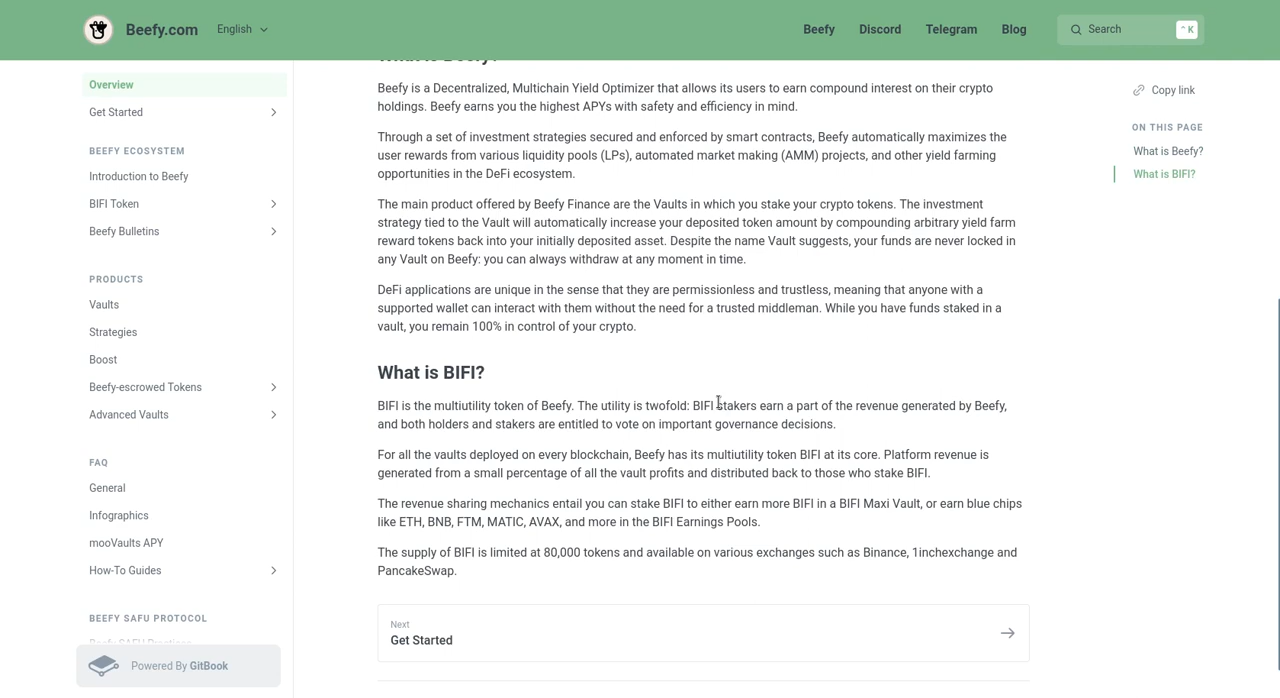 Beefy.com
English
Beefy
Discord
Telegram
Blog
Search
⌃ K
Overview
Get Started
BEEFY ECOSYSTEM
Introduction to Beefy
BIFI Token
Beefy Bulletins
PRODUCTS
Vaults
Strategies
Boost
Beefy-escrowed Tokens
Advanced Vaults
FAQ
General
Infographics
mooVaults APY
How-To Guides
BEEFY SAFU PROTOCOL
Beefy SAFU Practices
Powered By GitBook
What is Beefy?
Beefy is a Decentralized, Multichain Yield Optimizer that allows its users to earn compound interest on their crypto
holdings. Beefy earns you the highest APYs with safety and efficiency in mind.
Through a set of investment strategies secured and enforced by smart contracts, Beefy automatically maximizes the
user rewards from various liquidity pools (LPs), automated market making (AMM) projects, and other yield farming
opportunities in the DeFi ecosystem.
The main product offered by Beefy Finance are the Vaults in which you stake your crypto tokens. The investment
strategy tied to the Vault will automatically increase your deposited token amount by compounding arbitrary yield farm
reward tokens back into your initially deposited asset. Despite the name Vault suggests, your funds are never locked in
any Vault on Beefy: you can always withdraw at any moment in time.
DeFi applications are unique in the sense that they are permissionless and trustless, meaning that anyone with a
supported wallet can interact with them without the need for a trusted middleman. While you have funds staked in a
vault, you remain 100% in control of your crypto.
What is BIFI?
BIFI is the multiutility token of Beefy. The utility is twofold: BIFI stakers earn a part of the revenue generated by Beefy,
and both holders and stakers are entitled to vote on important governance decisions.
For all the vaults deployed on every blockchain, Beefy has its multiutility token BIFI at its core. Platform revenue is
generated from a small percentage of all the vault profits and distributed back to those who stake BIFI.
The revenue sharing mechanics entail you can stake BIFI to either earn more BIFI in a BIFI Maxi Vault, or earn blue chips
like ETH, BNB, FTM, MATIC, AVAX, and more in the BIFI Earnings Pools.
The supply of BIFI is limited at 80,000 tokens and available on various exchanges such as Binance, 1inchexchange and
PancakeSwap.
Next
Get Started
Copy link
ON THIS PAGE
What is Beefy?
What is BIFI?